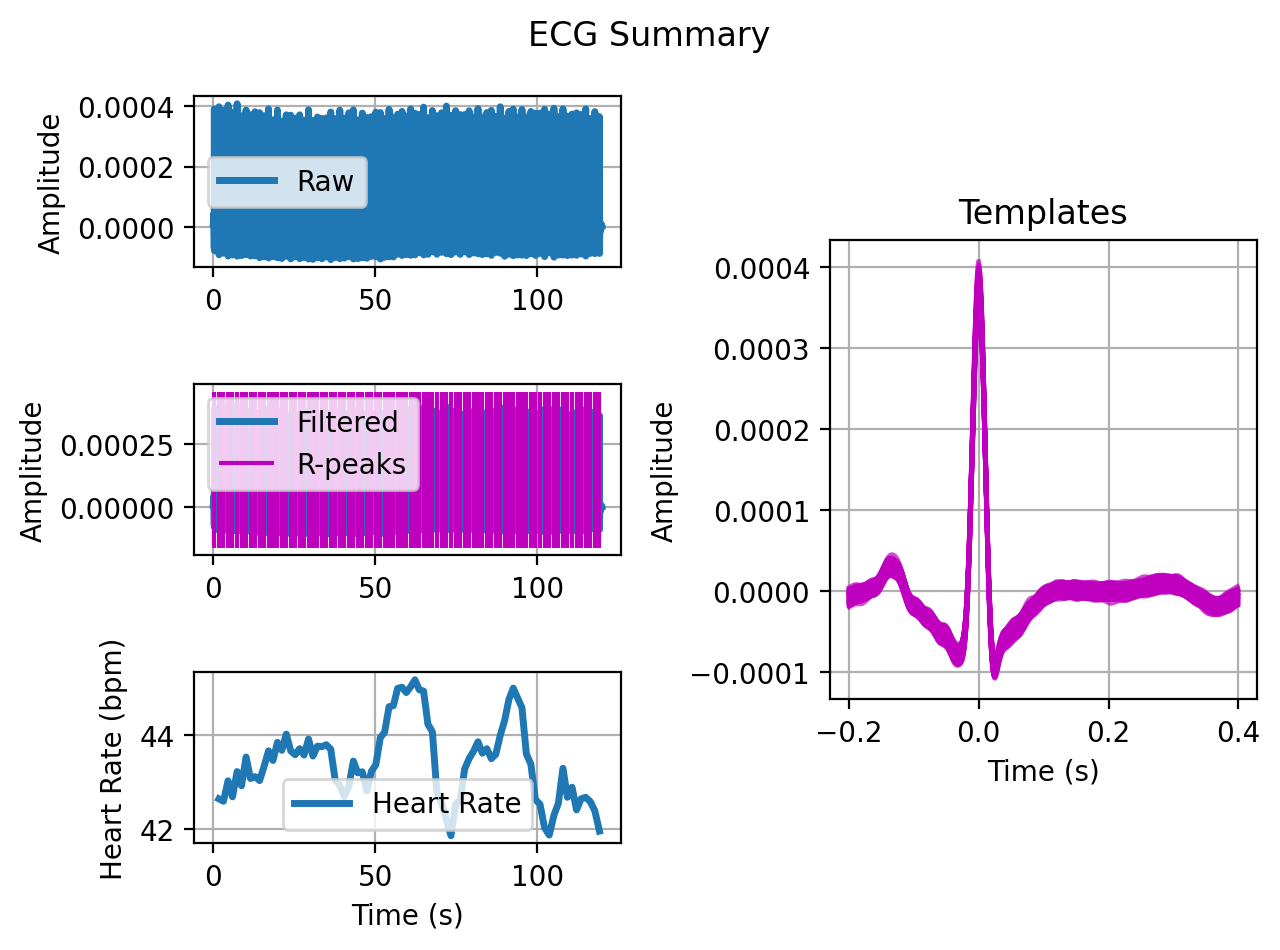 ECG Summary
Amplitude
0.0004
0.0002
0.0000
Raw
0
50
100
Amplitude
0.00025
0.00000
Filtered
R-peaks
0
50
100
Heart Rate (bpm)
44
42
Heart Rate
0
50
100
Time (s)
Templates
Amplitude
0.0004
0.0003
0.0002
0.0001
0.0000
−0.0001
−0.2
0.0
0.2
0.4
Time (s)